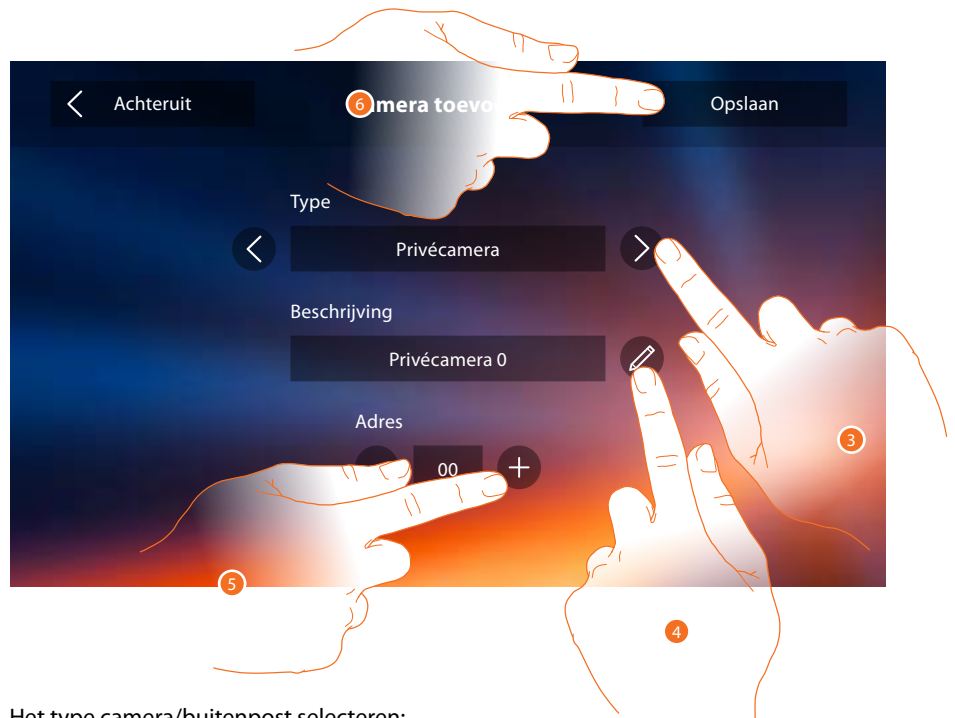 Achteruit
6 mera toevo
Opslaan
Type
Privécamera
Beschrijving
Privécamera 0
Adres
00
3
5
4
Het type camera/buitenpost selecteren: